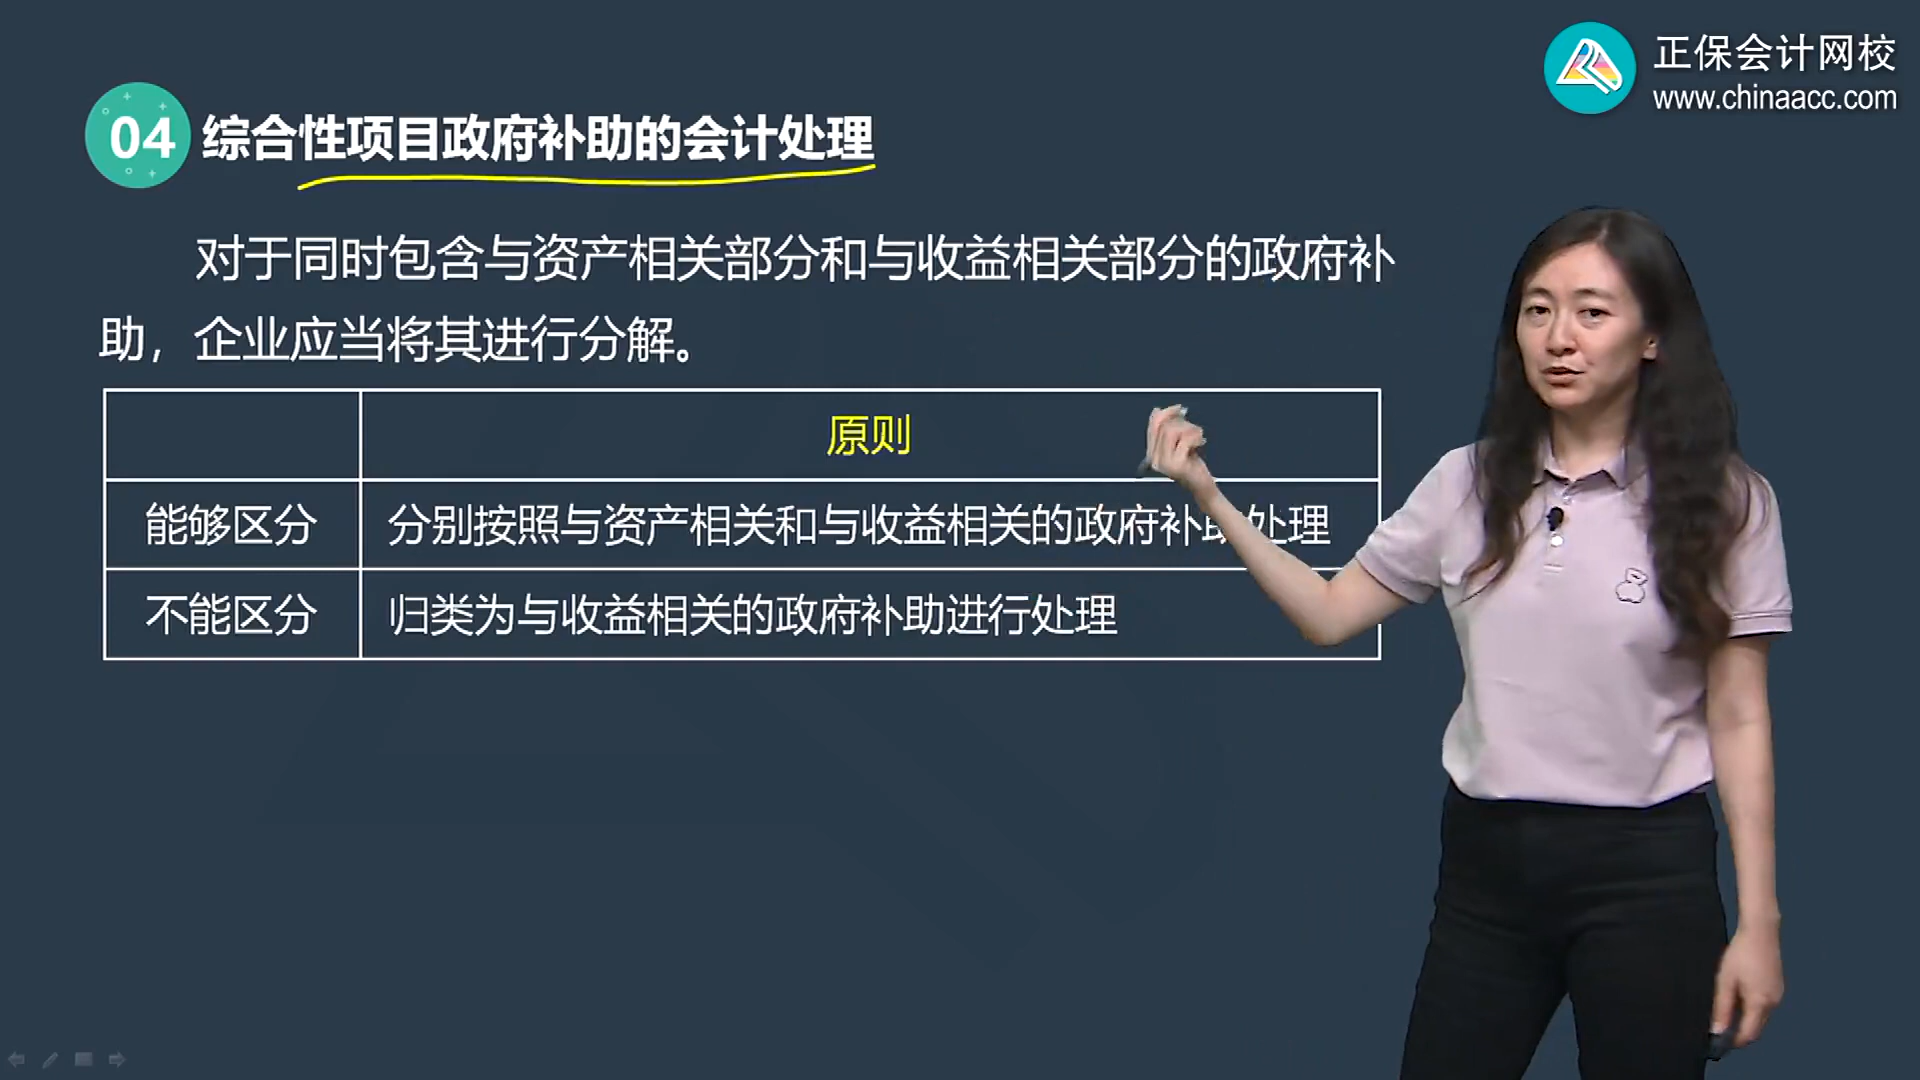 正保会计网校
www.chinaacc.com
04 综合性项目政府补助的会计处理
对于同时包含与资产相关部分和与收益相关部分的政府补
助，企业应当将其进行分解。
原则
能够区分 分别按照与资产相关和与收益相关的政府补助处理
不能区分 归类为与收益相关的政府补助进行处理